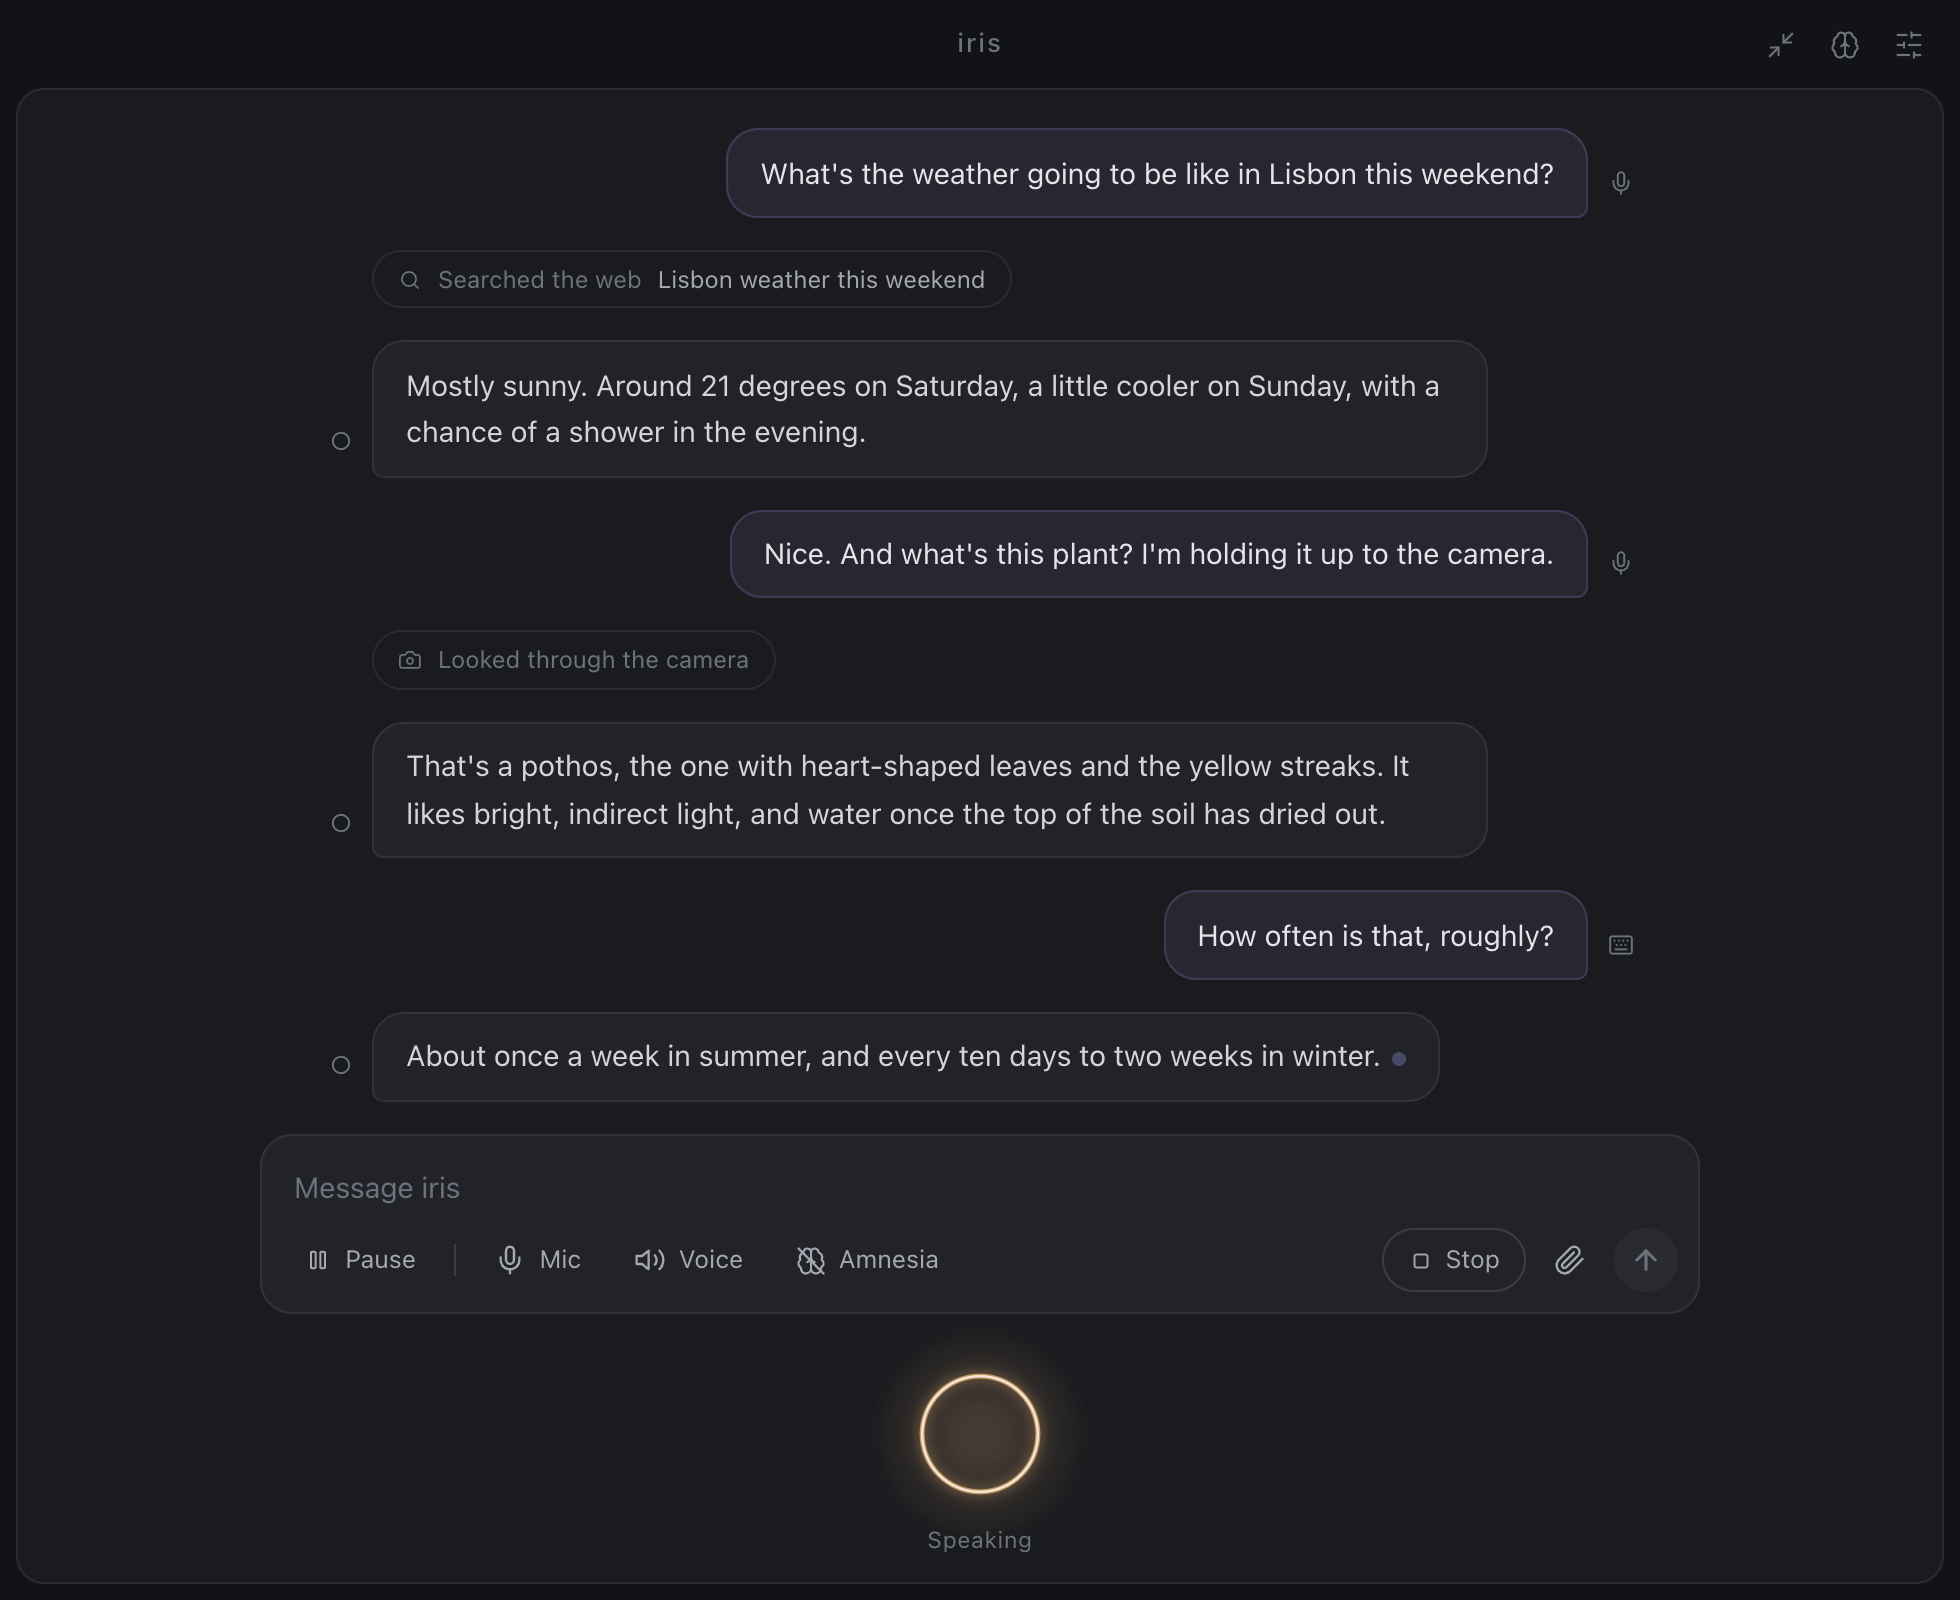 iris
What's the weather going to be like in Lisbon this weekend?
Searched the web Lisbon weather this weekend
Mostly sunny. Around 21 degrees on Saturday, a little cooler on Sunday, with a
chance of a shower in the evening.
Nice. And what's this plant? I'm holding it up to the camera.
Looked through the camera
That's a pothos, the one with heart-shaped leaves and the yellow streaks. It
likes bright, indirect light, and water once the top of the soil has dried out.
How often is that, roughly?
About once a week in summer, and every ten days to two weeks in winter.
Message iris
Pause Mic Voice Amnesia Stop
Speaking